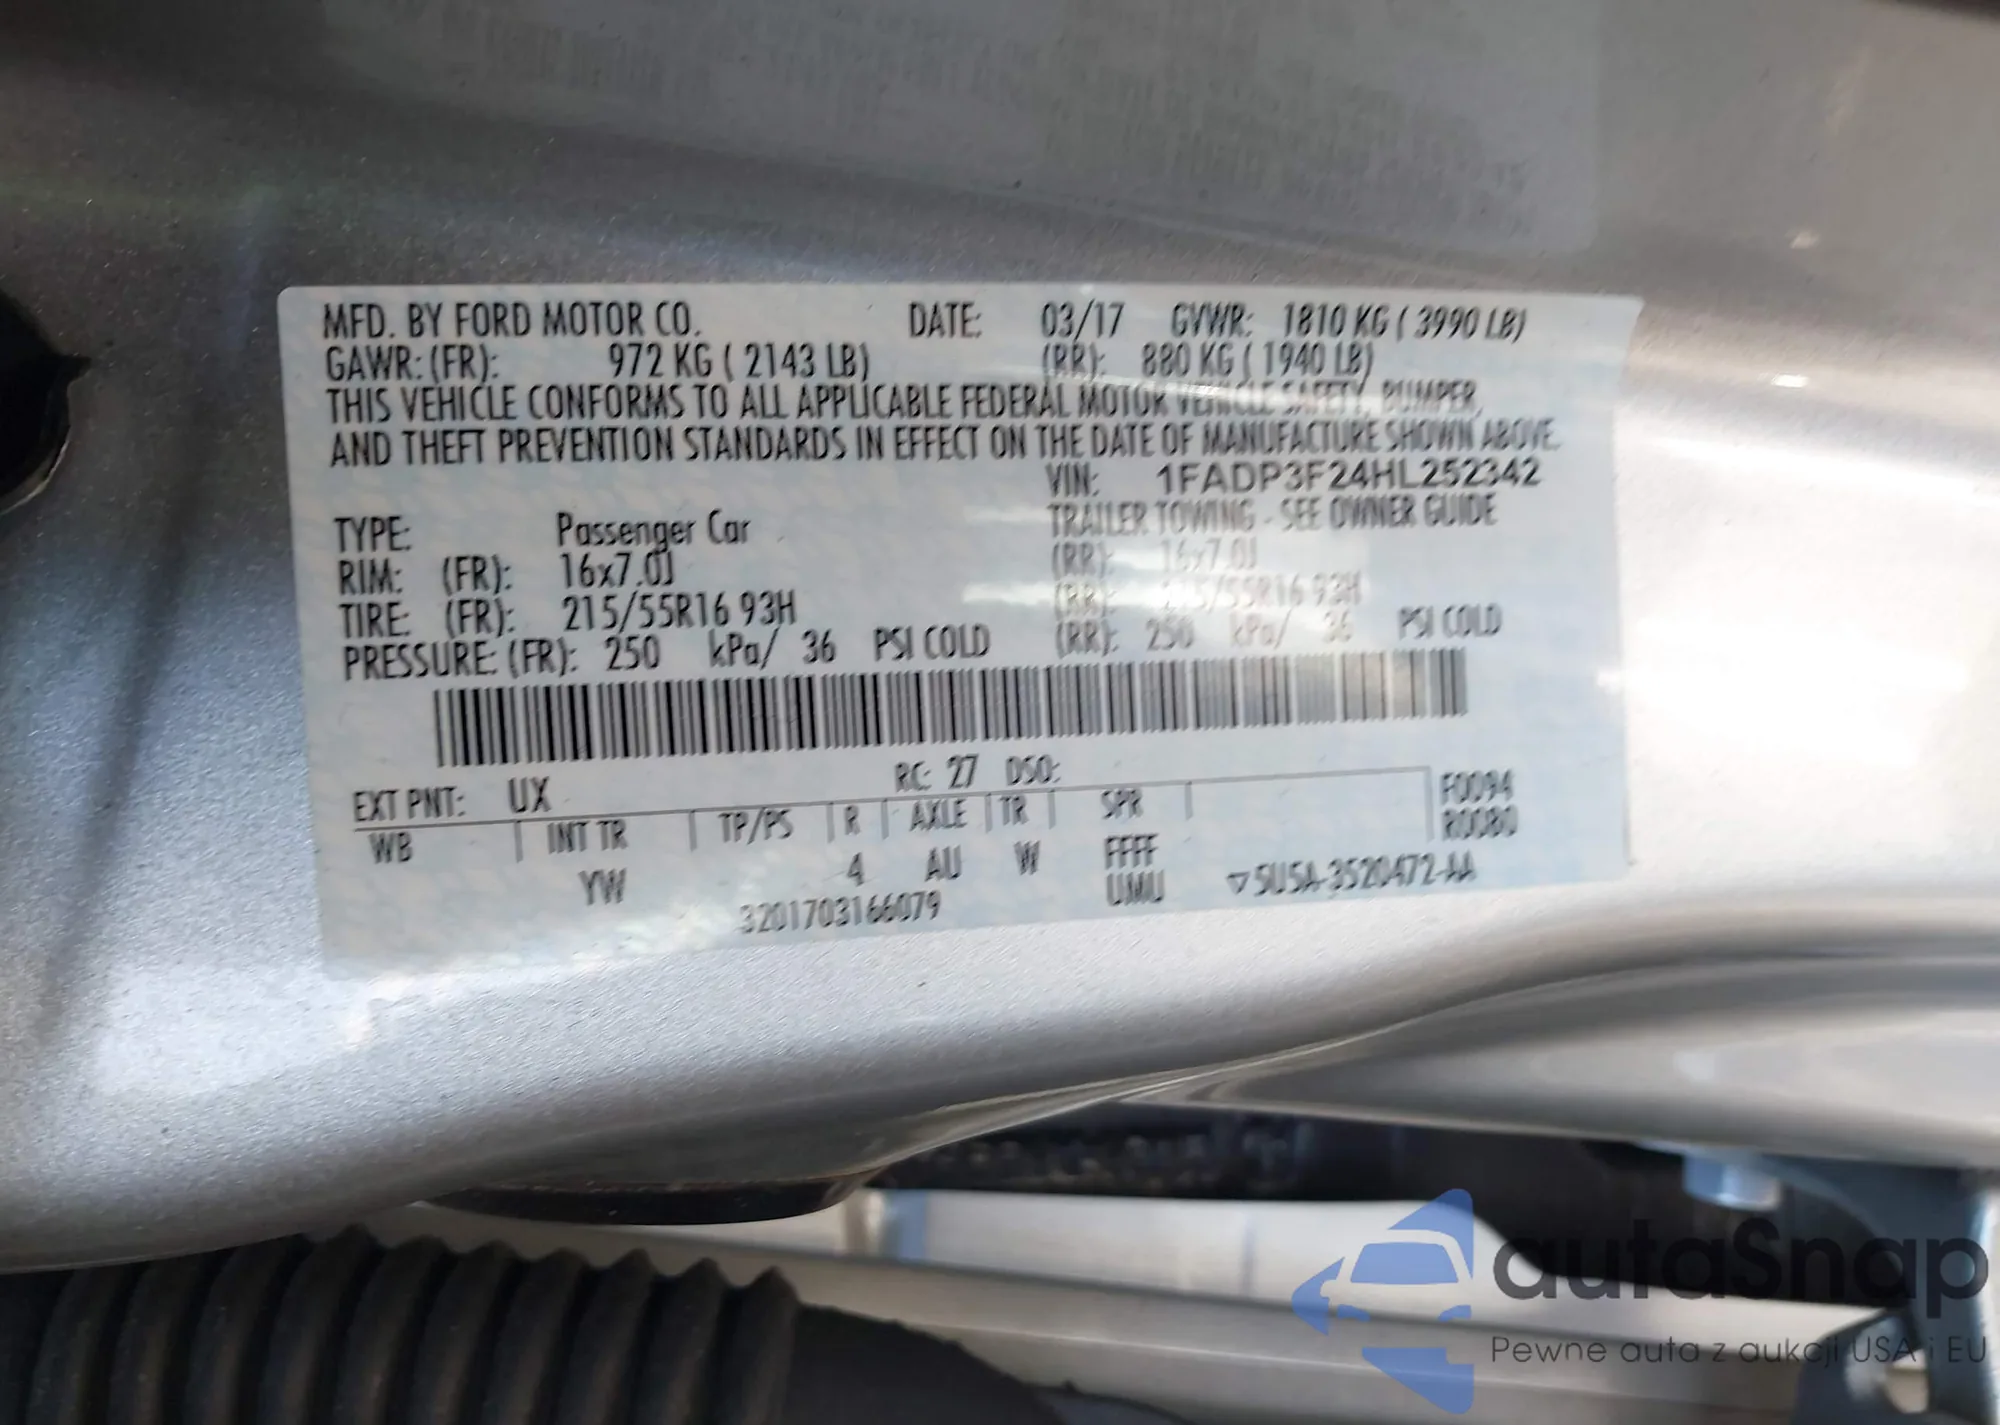 MFD. BY FORD MOTOR CO. DATE: 03/17 GVWR: 1810 KG ( 3990 LB)
GAWR: (FR): 972 KG ( 2143 LB) (RR): 880 KG ( 1940 LB)
THIS VEHICLE CONFORMS TO ALL APPLICABLE FEDERAL MOTOR VEHICLE SAFETY, BUMPER,
AND THEFT PREVENTION STANDARDS IN EFFECT ON THE DATE OF MANUFACTURE SHOWN ABOVE.
VIN: 1FADP3F24HL252342
TYPE: Passenger Car TRAILER TOWING - SEE OWNER GUIDE
RIM: (FR): 16x7.0J (RR): 16x7.0J
TIRE: (FR): 215/55R16 93H (RR): 215/55R16 93H
PRESSURE: (FR): 250 kPa/ 36 PSI COLD (RR): 250 kPa/ 36 PSI COLD
EXT PNT: UX RC: 27 DSO: F0094
WB INT TR TP/PS R AXLE TR SPR R0080
YW 4 AU W FFFF
3201703166079 UMU ▽5U5A-3520472-AA
autaSnap
Pewne auta z aukcji USA i EU